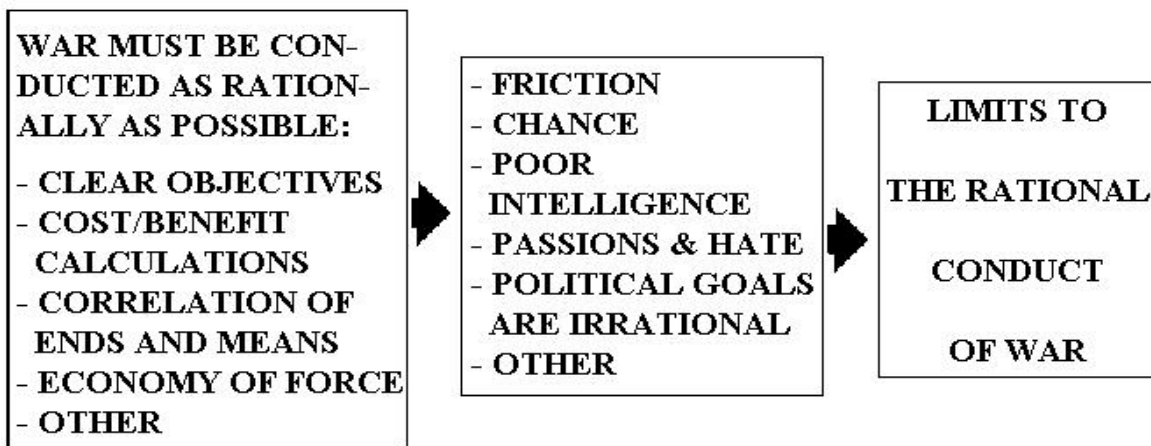 WAR MUST BE CON-
DUCTED AS RATION-
ALLY AS POSSIBLE:
- CLEAR OBJECTIVES
- COST/BENEFIT
CALCULATIONS
- CORRELATION OF
ENDS AND MEANS
- ECONOMY OF FORCE
- OTHER
- FRICTION
- CHANCE
- POOR
INTELLIGENCE
- PASSIONS & HATE
- POLITICAL GOALS
ARE IRRATIONAL
- OTHER
LIMITS TO
THE RATIONAL
CONDUCT
OF WAR